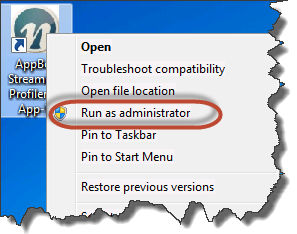 AppB
Stream
Profiler
App-
Open
Troubleshoot compatibility
Open file location
Run as administrator
Pin to Taskbar
Pin to Start Menu
Restore previous versions